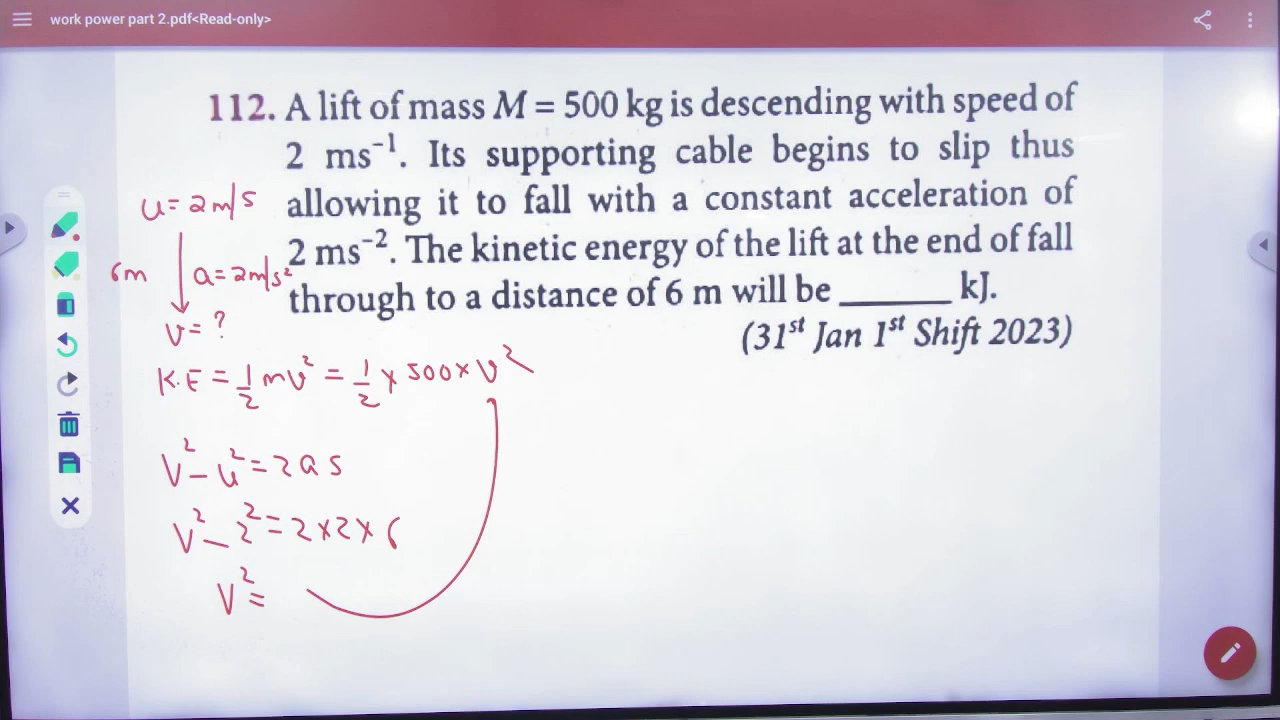 work power part 2.pdf<Read-only>
112. A lift of mass M = 500 kg is descending with speed of
2 ms⁻¹. Its supporting cable begins to slip thus
allowing it to fall with a constant acceleration of
2 ms⁻². The kinetic energy of the lift at the end of fall
through to a distance of 6 m will be ______ kJ.
(31st Jan 1st Shift 2023)
u = 2m/s
6m a = 2m/s²
v = ?
K.E = 1/2 mv² = 1/2 × 500 × v²
v² - u² = 2as
v² - 2² = 2×2×6
v² =